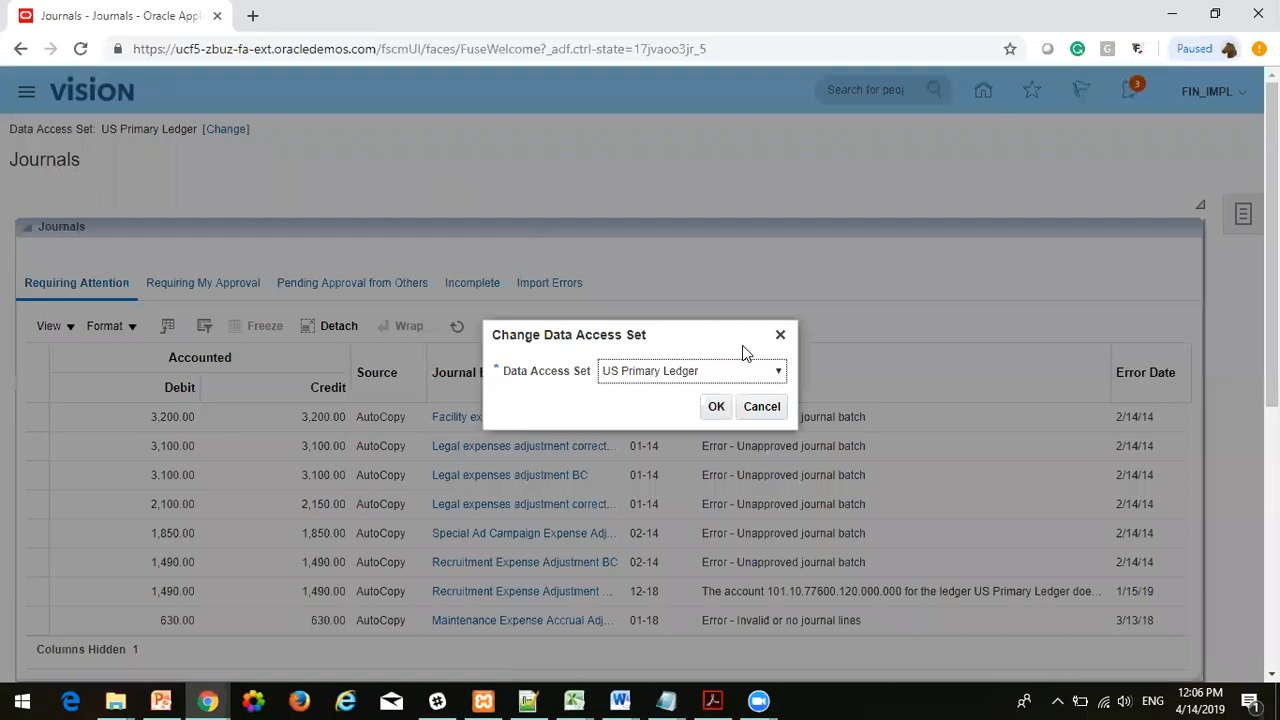 Journals - Journals - Oracle Appl
https://ucf5-zbuz-fa-ext.oracledemos.com/fscmUI/faces/FuseWelcome?_adf.ctrl-state=17jvaoo3jr_5
G
Paused
vision
Search for peop
3
FIN_IMPL
Data Access Set: US Primary Ledger [Change]
Journals
Journals
Requiring Attention Requiring My Approval Pending Approval from Others Incomplete Import Errors
View Format Freeze Detach Wrap
Change Data Access Set
* Data Access Set US Primary Ledger
OK Cancel
Accounted
Debit Credit Source Error Date
3,200.00 3,200.00 AutoCopy Facility ex journal batch 2/14/14
3,100.00 3,100.00 AutoCopy Legal expenses adjustment correct... 01-14 Error - Unapproved journal batch 2/14/14
3,100.00 3,100.00 AutoCopy Legal expenses adjustment BC 01-14 Error - Unapproved journal batch 2/14/14
2,100.00 2,150.00 AutoCopy Legal expenses adjustment correct... 01-14 Error - Unapproved journal batch 2/14/14
1,850.00 1,850.00 AutoCopy Special Ad Campaign Expense Adj... 02-14 Error - Unapproved journal batch 2/14/14
1,490.00 1,490.00 AutoCopy Recruitment Expense Adjustment BC 02-14 Error - Unapproved journal batch 2/14/14
1,490.00 1,490.00 AutoCopy Recruitment Expense Adjustment ... 12-18 The account 101.10.77600.120.000.000 for the ledger US Primary Ledger doe... 1/15/19
630.00 630.00 AutoCopy Maintenance Expense Accrual Adj... 01-18 Error - Invalid or no journal lines 3/13/18
Columns Hidden 1
ENG
12:06 PM
4/14/2019
1